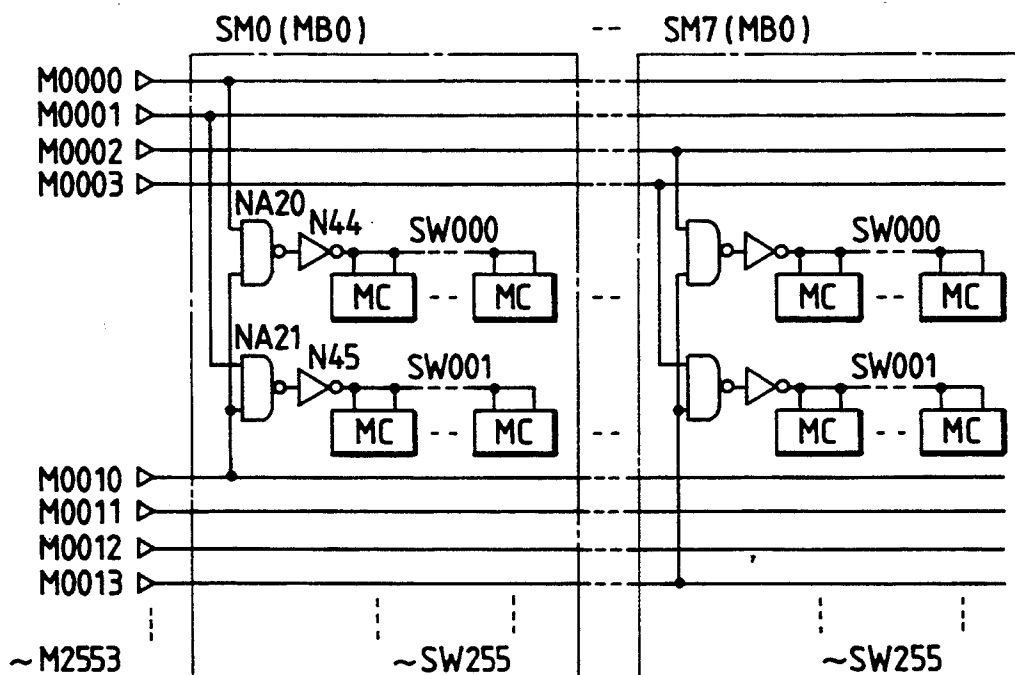 SM0(MB0) -- SM7(MB0)
M0000
M0001
M0002
M0003
NA20 N44 SW000 SW000
MC -- MC -- MC -- MC
NA21 N45 SW001 SW001
MC -- MC -- MC -- MC
M0010
M0011
M0012
M0013
~M2553 ~SW255 ~SW255